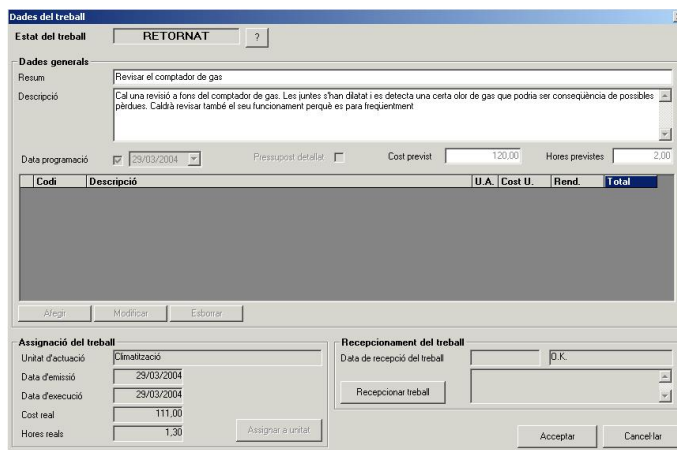 Dades del treball
Estat del treball RETORNAT ?
Dades generals
Resum Revisar el comptador de gas
Descripció Cal una revisió a fons del comptador de gas. Les juntes s'han dilatat i es detecta una certa olor de gas que podria ser conseqüència de possibles
pèrdues. Caldrà revisar també el seu funcionament perquè es para freqüentment
Data programació 29/03/2004 Pressupost detallat Cost previst 120,00 Hores previstes 2,00
Codi Descripció U.A. Cost U. Rend. Total
Afegir Modificar Esborrar
Assignació del treball
Unitat d'actuació Climatització
Data d'emissió 29/03/2004
Data d'execució 29/03/2004
Cost real 111,00
Hores reals 1,30
Assignar a unitat
Recepcionament del treball
Data de recepció del treball O.K.
Recepcionar treball
Acceptar Cancel·lar